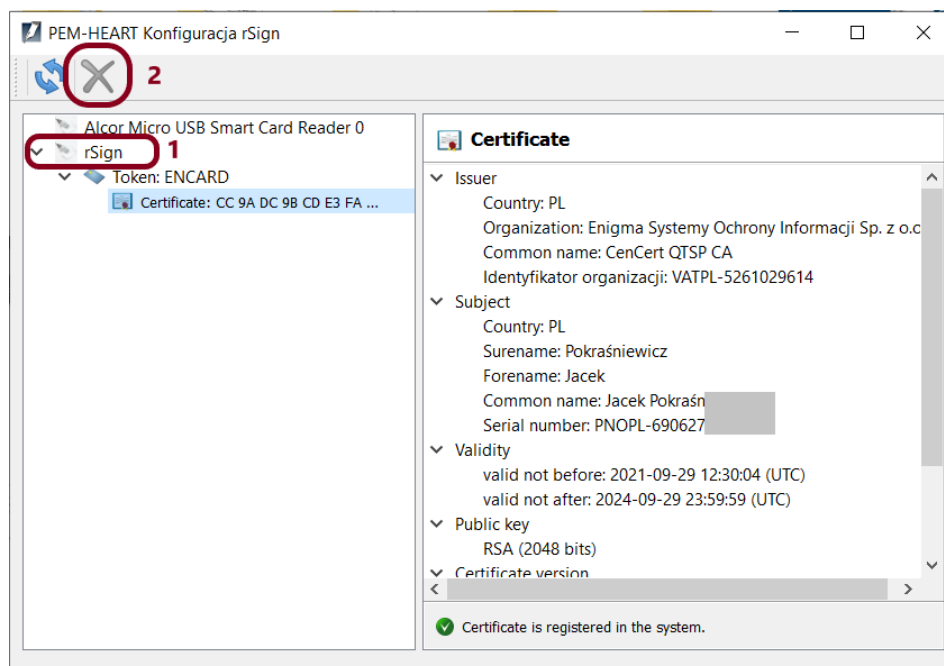 PEM-HEART Konfiguracja rSign
2
Alcor Micro USB Smart Card Reader 0
rSign
1
Token: ENCARD
Certificate: CC 9A DC 9B CD E3 FA ...
Certificate
Issuer
Country: PL
Organization: Enigma Systemy Ochrony Informacji Sp. z o.c
Common name: CenCert QTSP CA
Identyfikator organizacji: VATPL-5261029614
Subject
Country: PL
Surename: Pokraśniewicz
Forename: Jacek
Common name: Jacek Pokraśn
Serial number: PNOPL-690627
Validity
valid not before: 2021-09-29 12:30:04 (UTC)
valid not after: 2024-09-29 23:59:59 (UTC)
Public key
RSA (2048 bits)
Certificate version
Certificate is registered in the system.